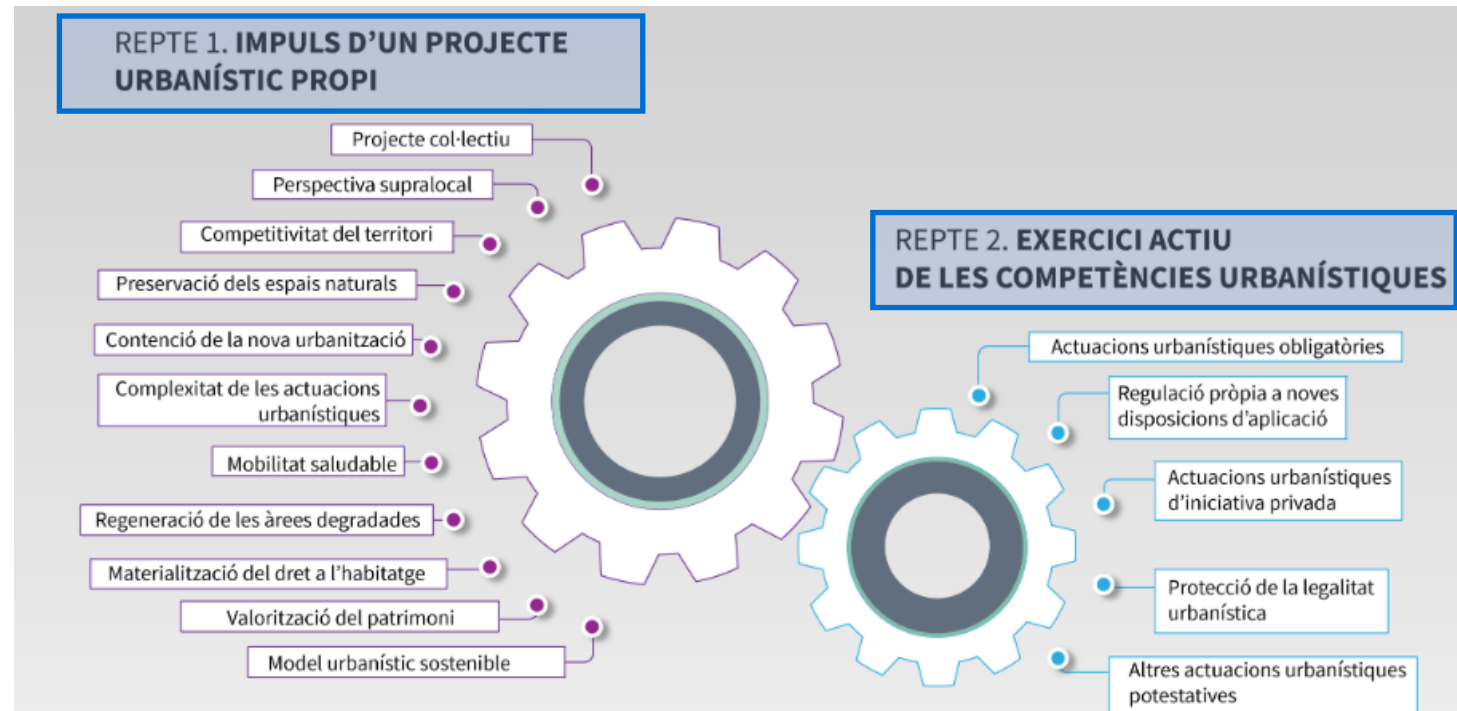 REPTE 1. IMPULS D’UN PROJECTE
URBANÍSTIC PROPI
Projecte col·lectiu
Perspectiva supralocal
Competitivitat del territori
Preservació dels espais naturals
Contenció de la nova urbanització
Complexitat de les actuacions
urbanístiques
Mobilitat saludable
Regeneració de les àrees degradades
Materialització del dret a l’habitatge
Valorització del patrimoni
Model urbanístic sostenible
REPTE 2. EXERCICI ACTIU
DE LES COMPETÈNCIES URBANÍSTIQUES
Actuacions urbanístiques obligatòries
Regulació pròpia a noves
disposicions d’aplicació
Actuacions urbanístiques
d’iniciativa privada
Protecció de la legalitat
urbanística
Altres actuacions urbanístiques
potestatives